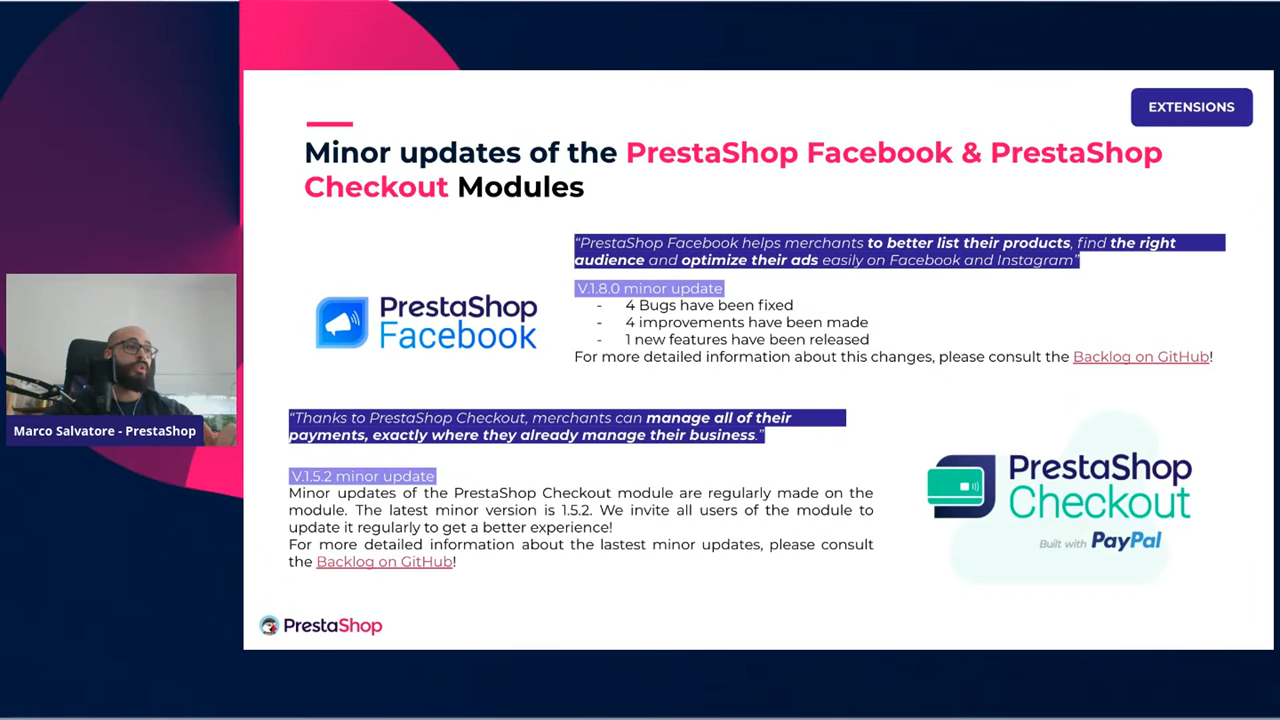 EXTENSIONS
Minor updates of the PrestaShop Facebook & PrestaShop
Checkout Modules
“PrestaShop Facebook helps merchants to better list their products, find the right
audience and optimize their ads easily on Facebook and Instagram”
V.1.8.0 minor update
- 4 Bugs have been fixed
- 4 improvements have been made
- 1 new features have been released
For more detailed information about this changes, please consult the Backlog on GitHub!
PrestaShop
Facebook
Marco Salvatore - PrestaShop
“Thanks to PrestaShop Checkout, merchants can manage all of their
payments, exactly where they already manage their business.”
V.1.5.2 minor update
Minor updates of the PrestaShop Checkout module are regularly made on the
module. The latest minor version is 1.5.2. We invite all users of the module to
update it regularly to get a better experience!
For more detailed information about the lastest minor updates, please consult
the Backlog on GitHub!
PrestaShop
Checkout
Built with PayPal
PrestaShop